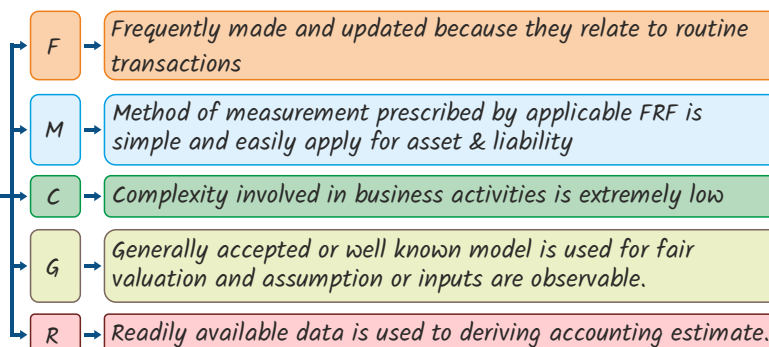 F
Frequently made and updated because they relate to routine
transactions
M
Method of measurement prescribed by applicable FRF is
simple and easily apply for asset & liability
C
Complexity involved in business activities is extremely low
G
Generally accepted or well known model is used for fair
valuation and assumption or inputs are observable.
R
Readily available data is used to deriving accounting estimate.